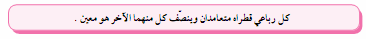 كل رباعي قطراه متعامدان وينصّف كل منهما الآخر هو معين .